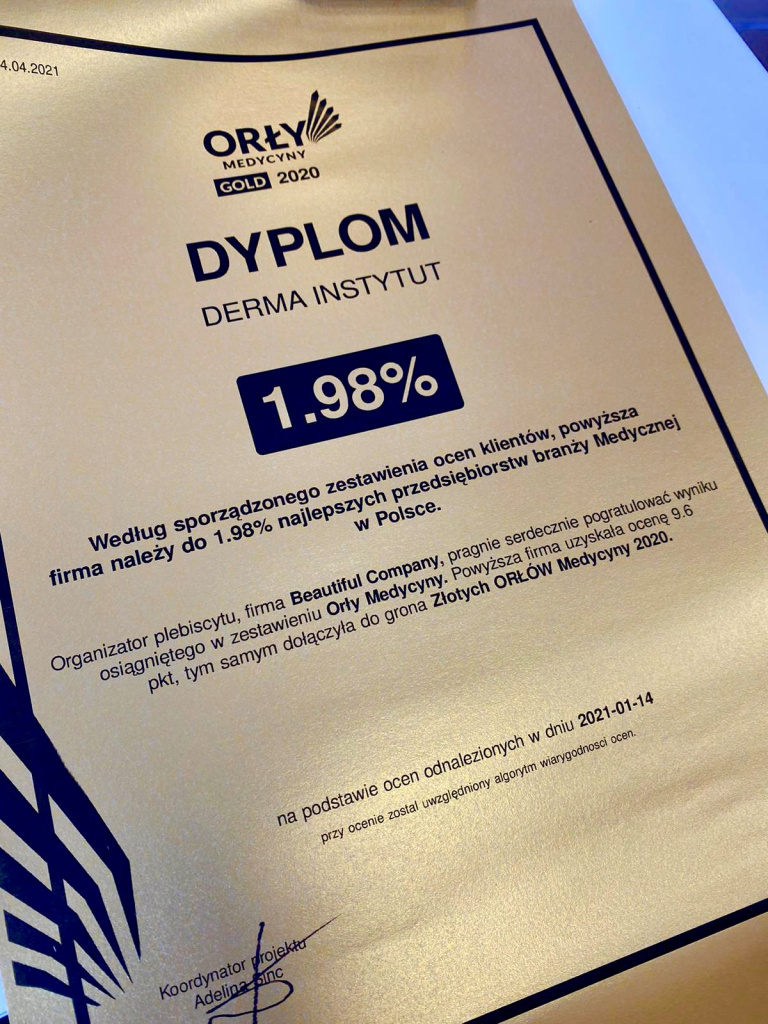 4.04.2021
ORŁY
MEDYCYNY
GOLD 2020
DYPLOM
DERMA INSTYTUT
1.98%
Według sporządzonego zestawienia ocen klientów, powyższa
firma należy do 1.98% najlepszych przedsiębiorstw branży Medycznej
w Polsce.
Organizator plebiscytu, firma Beautiful Company, pragnie serdecznie pogratulować wyniku
osiągniętego w zestawieniu Orły Medycyny. Powyższa firma uzyskała ocenę 9.6
pkt, tym samym dołączyła do grona Złotych ORŁÓW Medycyny 2020.
na podstawie ocen odnalezionych w dniu 2021-01-14
przy ocenie został uwzględniony algorytm wiarygodnosci ocen.
Koordynator projektu
Adelina